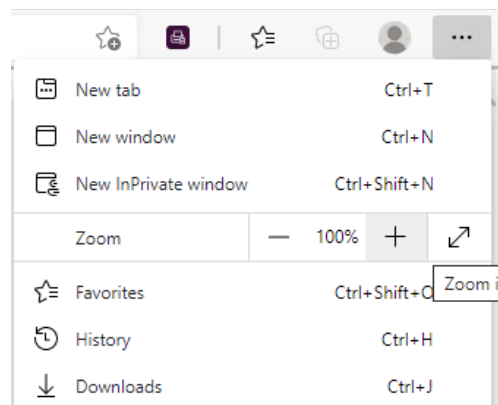 New tab Ctrl+T
New window Ctrl+N
New InPrivate window Ctrl+Shift+N
Zoom — 100% +
Favorites Ctrl+Shift+O
Zoom i
History Ctrl+H
Downloads Ctrl+J